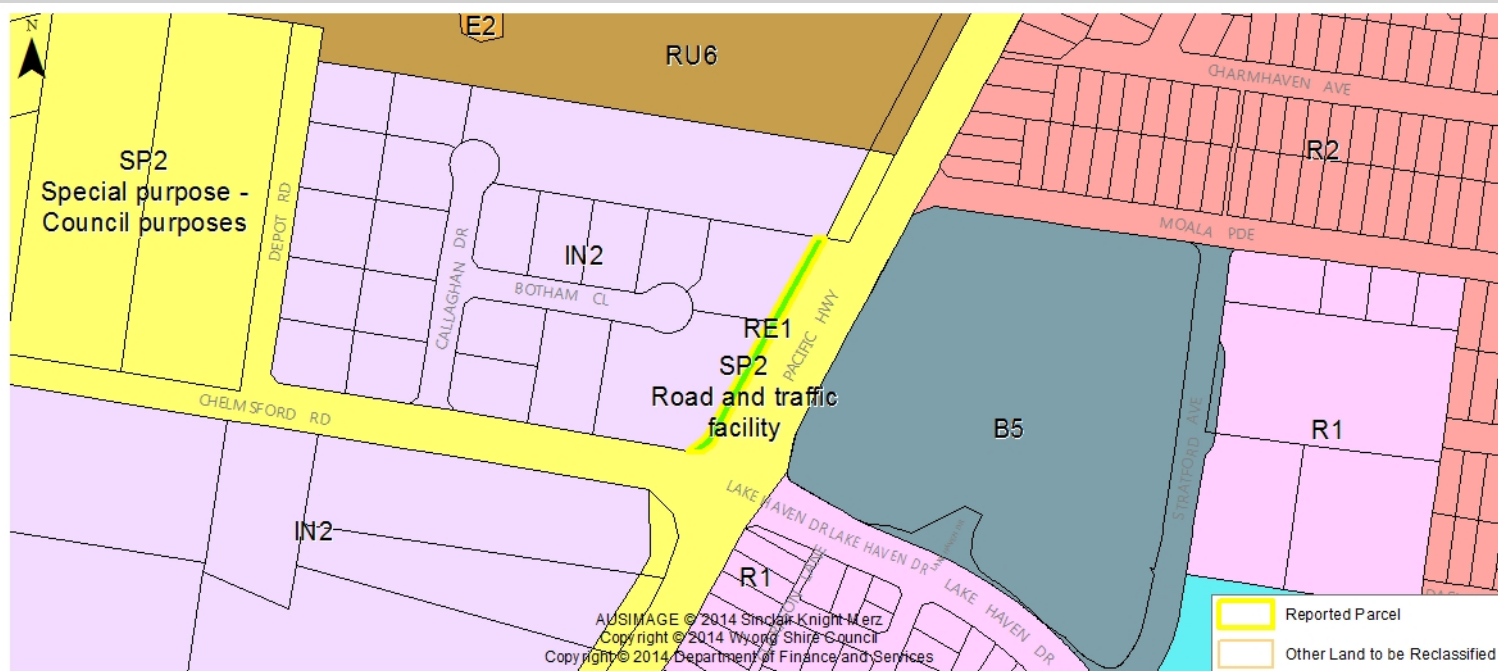 N
E2
RU6
CHARMHAVEN AVE
R2
SP2
Special purpose -
Council purposes
DEPOT RD
CALLAGHAN DR
IN2
BOTHAM CL
MOALA PDE
RE1
PACIFIC HWY
SP2
Road and traffic
facility
CHELMSFORD RD
B5
STRATFORD AVE
R1
LAKE HAVEN DR
LAKE HAVEN DR
LAKE HAVEN DR
IN2
R1
LANE
AUSIMAGE © 2014 Sinclair Knight Merz
Copyright © 2014 Wyong Shire Council
Copyright © 2014 Department of Finance and Services
Reported Parcel
Other Land to be Reclassified